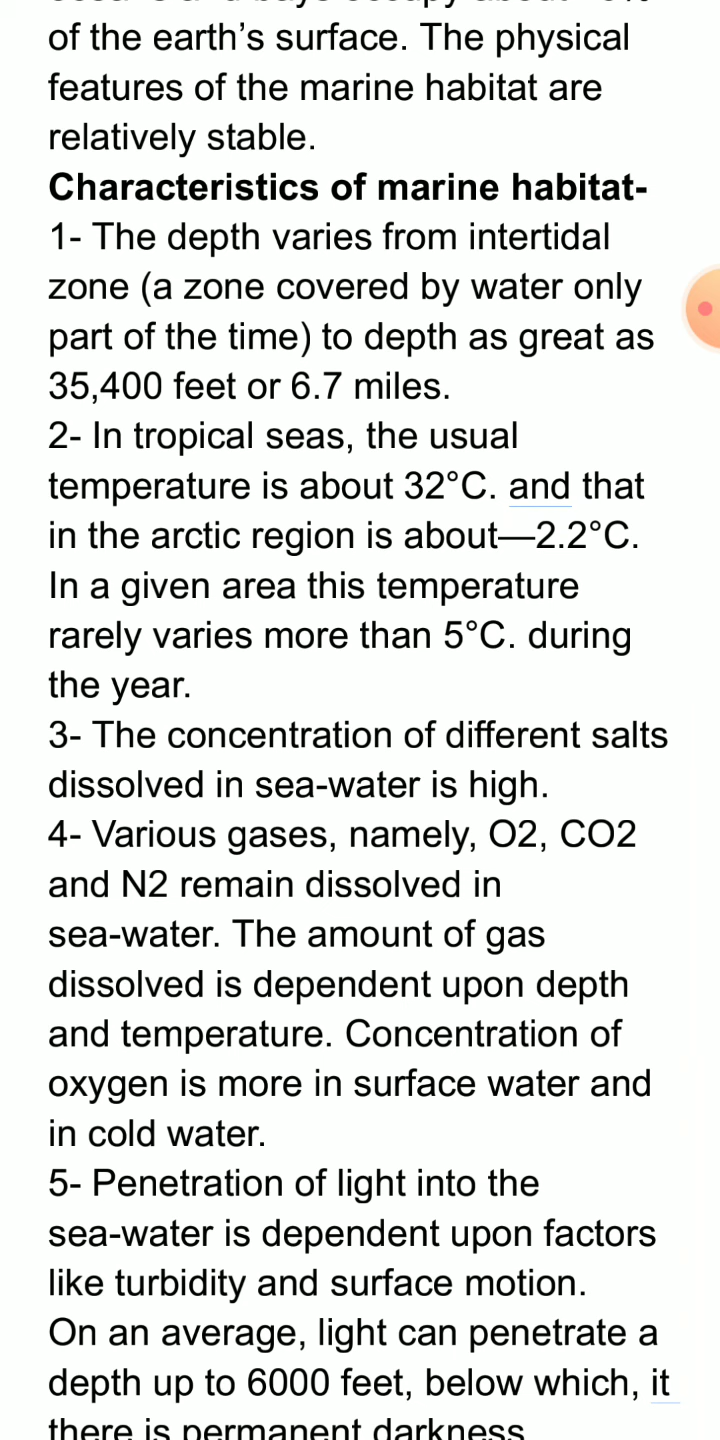 of the earth’s surface. The physical
features of the marine habitat are
relatively stable.
Characteristics of marine habitat-
1- The depth varies from intertidal
zone (a zone covered by water only
part of the time) to depth as great as
35,400 feet or 6.7 miles.
2- In tropical seas, the usual
temperature is about 32°C. and that
in the arctic region is about—2.2°C.
In a given area this temperature
rarely varies more than 5°C. during
the year.
3- The concentration of different salts
dissolved in sea-water is high.
4- Various gases, namely, O2, CO2
and N2 remain dissolved in
sea-water. The amount of gas
dissolved is dependent upon depth
and temperature. Concentration of
oxygen is more in surface water and
in cold water.
5- Penetration of light into the
sea-water is dependent upon factors
like turbidity and surface motion.
On an average, light can penetrate a
depth up to 6000 feet, below which, it
there is permanent darkness